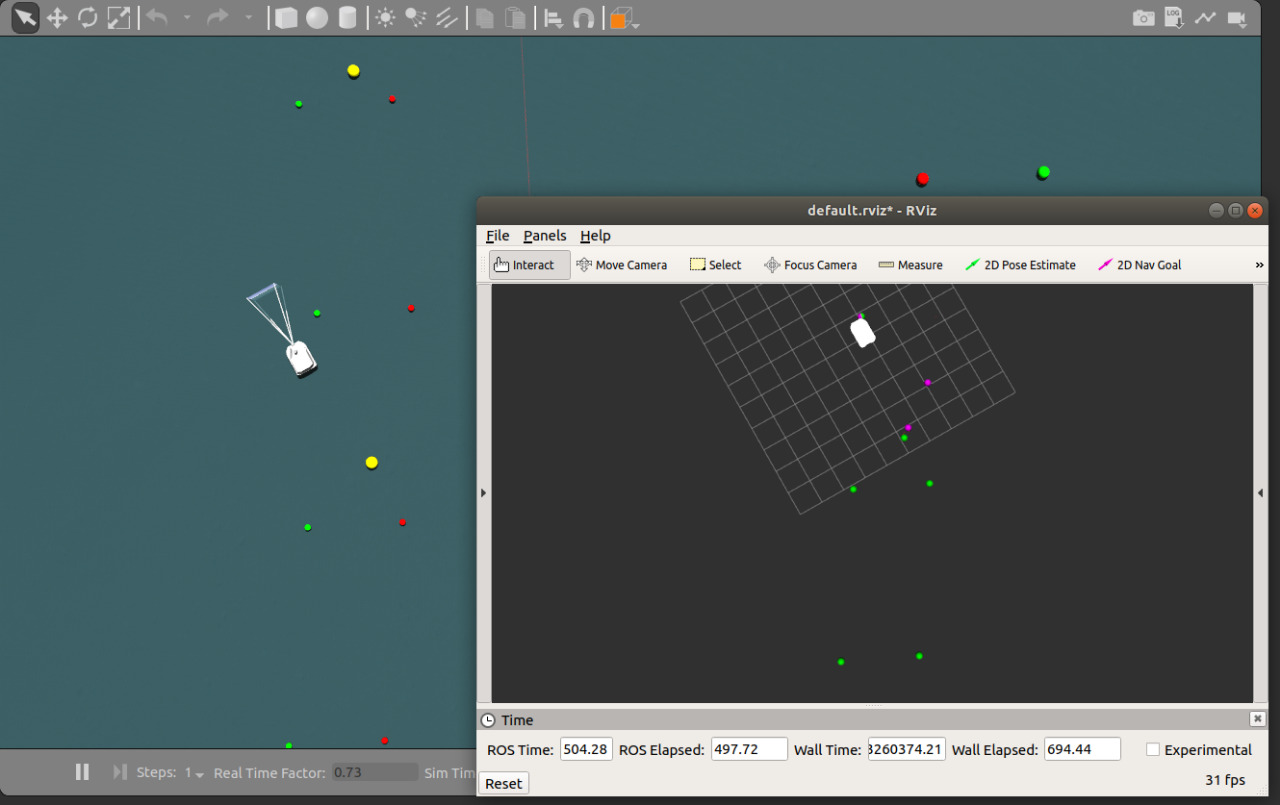 LOG
default.rviz* - RViz
File Panels Help
Interact Move Camera Select Focus Camera Measure 2D Pose Estimate 2D Nav Goal »
Time
ROS Time: 504.28 ROS Elapsed: 497.72 Wall Time: 3260374.21 Wall Elapsed: 694.44 Experimental
Steps: 1 Real Time Factor: 0.73 Sim Tim
Reset 31 fps